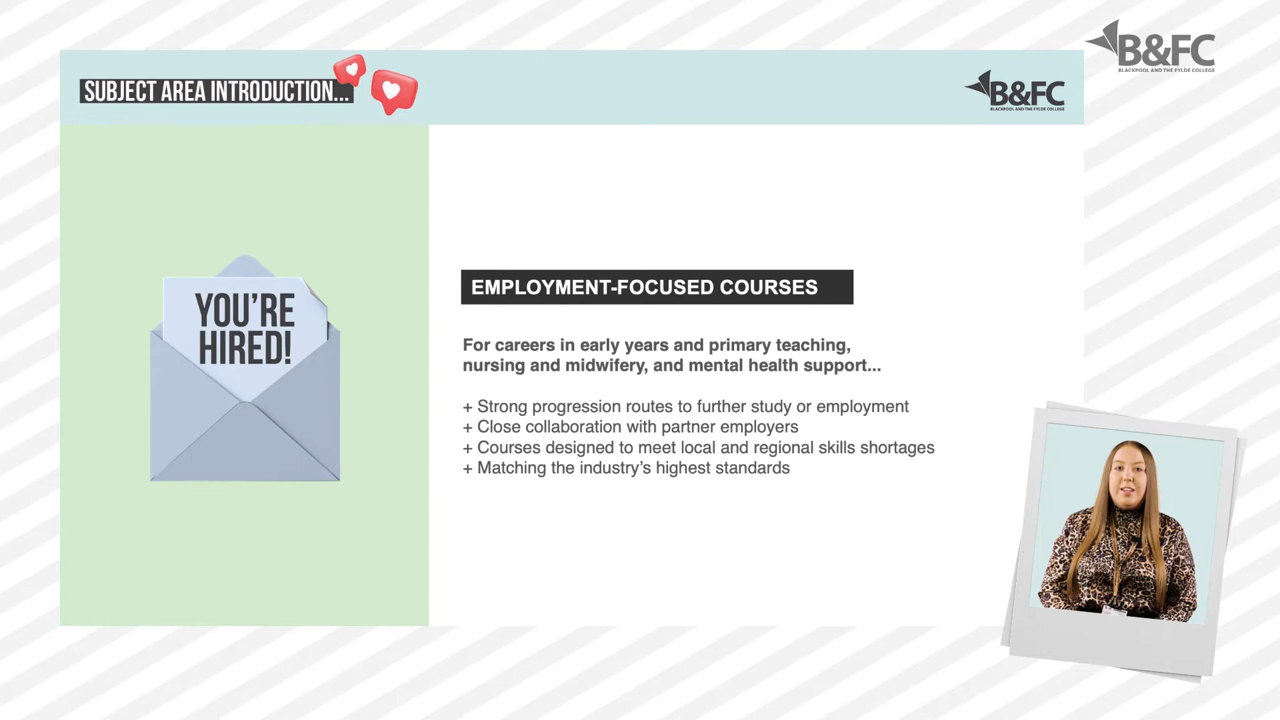 B&FC
BLACKPOOL AND THE FYLDE COLLEGE
SUBJECT AREA INTRODUCTION...
B&FC
BLACKPOOL AND THE FYLDE COLLEGE
YOU'RE
HIRED!
EMPLOYMENT-FOCUSED COURSES
For careers in early years and primary teaching,
nursing and midwifery, and mental health support...
+ Strong progression routes to further study or employment
+ Close collaboration with partner employers
+ Courses designed to meet local and regional skills shortages
+ Matching the industry's highest standards